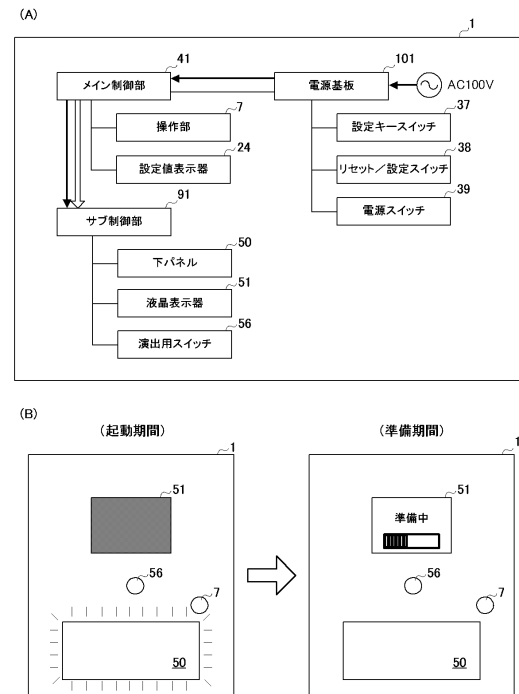 (A)
1
41
メイン制御部
101
電源基板
AC100V
7
操作部
37
設定キースイッチ
24
設定値表示器
38
リセット／設定スイッチ
91
サブ制御部
39
電源スイッチ
50
下パネル
51
液晶表示器
56
演出用スイッチ
(B)
(起動期間)
1
51
56
7
50
(準備期間)
1
51
準備中
56
7
50